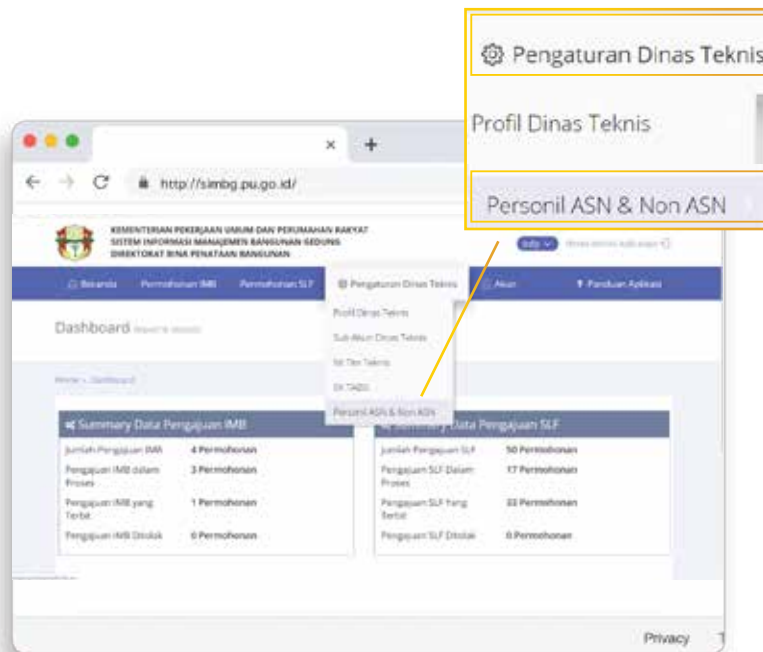 Pengaturan Dinas Teknis
Profil Dinas Teknis
Personil ASN & Non ASN
http://simbg.pu.go.id/
KEMENTERIAN PEKERJAAN UMUM DAN PERUMAHAN RAKYAT
SISTEM INFORMASI MANAJEMEN BANGUNAN GEDUNG
DIREKTORAT BINA PENATAAN BANGUNAN
Info
Beranda Permohonan IMB Permohonan SLF Pengaturan Dinas Teknis Akun Panduan Aplikasi
Profil Dinas Teknis
Sub Akun Dinas Teknis
SK Tim Teknis
SK TABG
Personil ASN & Non ASN
Dashboard
Home > Dashboard
Summary Data Pengajuan IMB
Jumlah Pengajuan IMB 4 Permohonan
Pengajuan IMB dalam Proses 3 Permohonan
Pengajuan IMB yang Terbit 1 Permohonan
Pengajuan IMB Ditolak 0 Permohonan
Summary Data Pengajuan SLF
Jumlah Pengajuan SLF 50 Permohonan
Pengajuan SLF Dalam Proses 17 Permohonan
Pengajuan SLF Yang Terbit 33 Permohonan
Pengajuan SLF Ditolak 0 Permohonan
Privacy